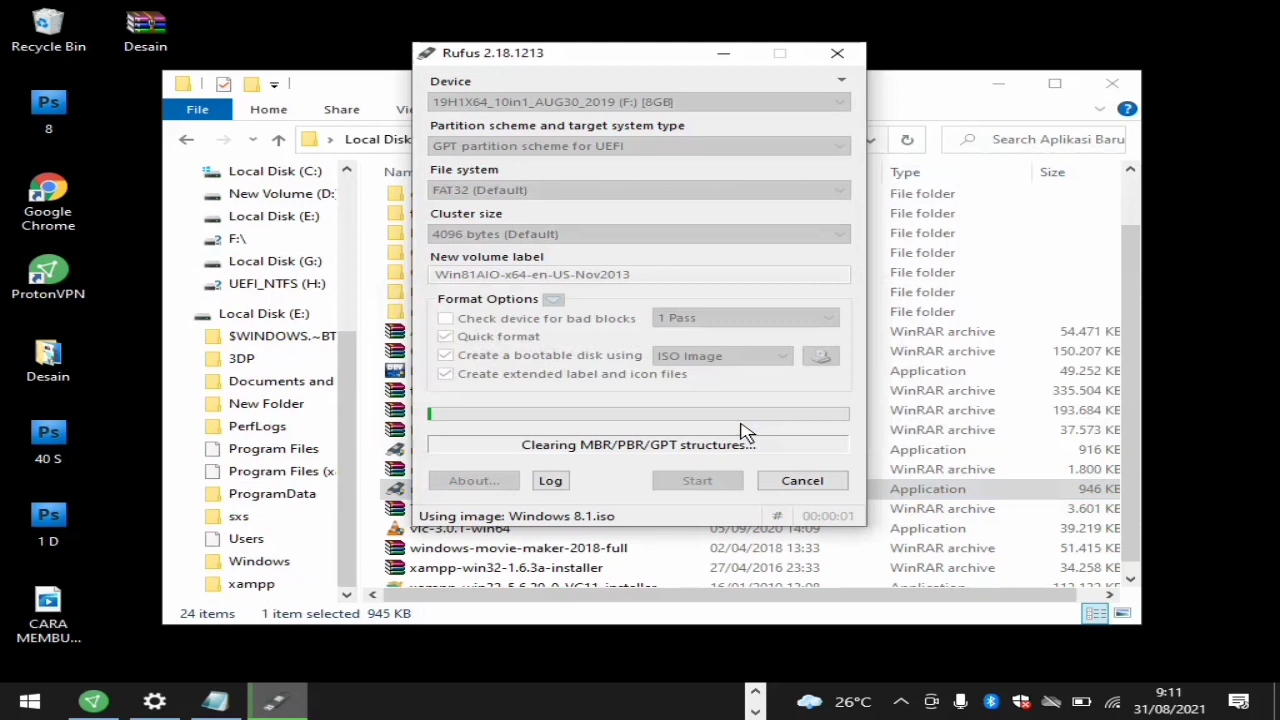 Recycle Bin
Desain
Ps
8
Google
Chrome
ProtonVPN
Desain
Ps
40 S
Ps
1 D
CARA
MEMBU...
File
Home
Share
Local Disk
Search Aplikasi Baru
Local Disk (C:)
New Volume (D:
Local Disk (E:)
F:\
Local Disk (G:)
UEFI_NTFS (H:)
Local Disk (E:)
$WINDOWS.~BT
3DP
Documents and
New Folder
PerfLogs
Program Files
Program Files (x
ProgramData
sxs
Users
Windows
xampp
24 items
1 item selected 945 KB
Rufus 2.18.1213
Device
19H1X64_10in1_AUG30_2019 (F:) [8GB]
Partition scheme and target system type
GPT partition scheme for UEFI
File system
FAT32 (Default)
Cluster size
4096 bytes (Default)
New volume label
Win81AIO-x64-en-US-Nov2013
Format Options
Check device for bad blocks
1 Pass
Quick format
Create a bootable disk using
ISO Image
Create extended label and icon files
Clearing MBR/PBR/GPT structures...
About...
Log
Start
Cancel
Using image: Windows 8.1.iso
#
00:00:01
Type
Size
File folder
File folder
File folder
File folder
File folder
File folder
File folder
WinRAR archive 54.471 KE
WinRAR archive 150.207 KE
Application 49.252 KE
WinRAR archive 335.504 KE
WinRAR archive 193.684 KE
WinRAR archive 37.573 KE
Application 916 KE
WinRAR archive 1.800 KE
Application 946 KE
WinRAR archive 3.601 KE
vlc-3.0.1-win64 05/09/2020 14:09 Application 39.219 KE
windows-movie-maker-2018-full 02/04/2018 13:33 WinRAR archive 51.415 KE
xampp-win32-1.6.3a-installer 27/04/2016 23:33 WinRAR archive 34.258 KE
26°C
9:11
31/08/2021